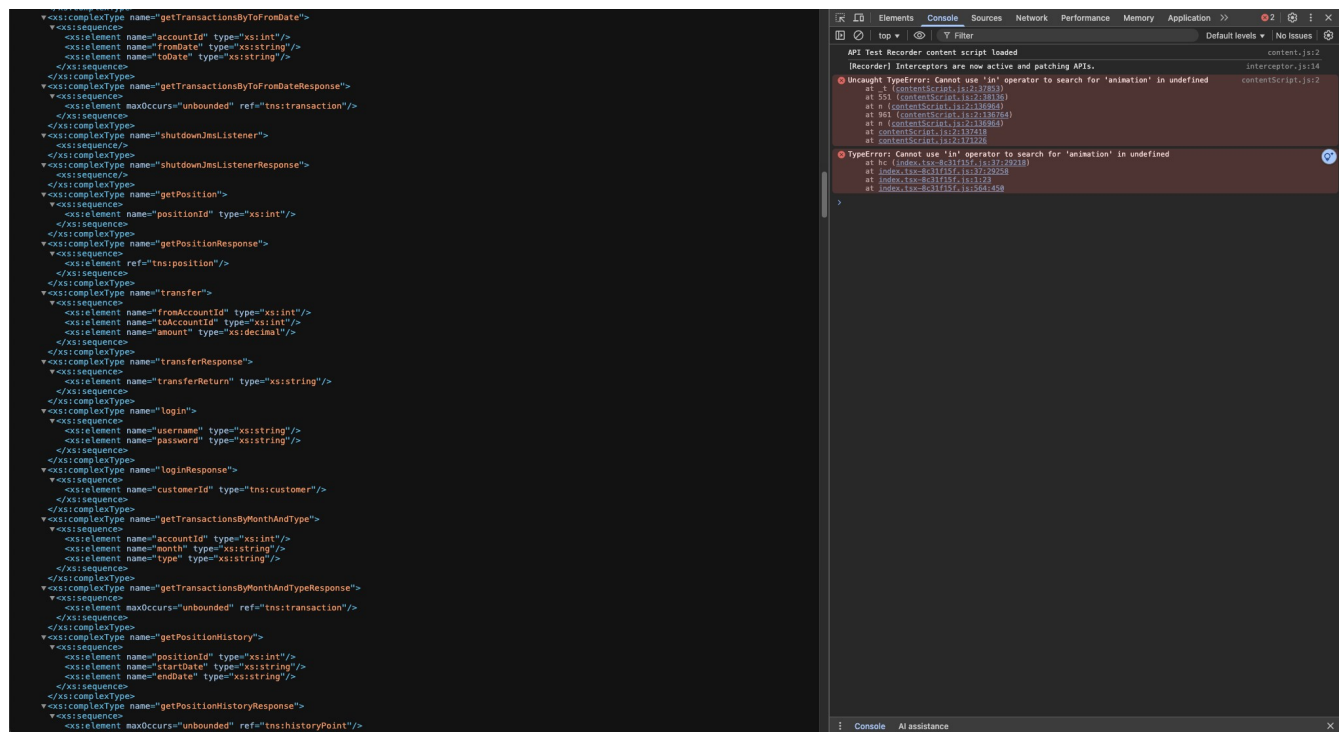 ▼<xs:complexType name="getTransactionsByToFromDate">
▼<xs:sequence>
<xs:element name="accountId" type="xs:int"/>
<xs:element name="fromDate" type="xs:string"/>
<xs:element name="toDate" type="xs:string"/>
</xs:sequence>
</xs:complexType>
▼<xs:complexType name="getTransactionsByToFromDateResponse">
▼<xs:sequence>
<xs:element maxOccurs="unbounded" ref="tns:transaction"/>
</xs:sequence>
</xs:complexType>
▼<xs:complexType name="shutdownJmsListener">
<xs:sequence/>
</xs:complexType>
▼<xs:complexType name="shutdownJmsListenerResponse">
<xs:sequence/>
</xs:complexType>
▼<xs:complexType name="getPosition">
▼<xs:sequence>
<xs:element name="positionId" type="xs:int"/>
</xs:sequence>
</xs:complexType>
▼<xs:complexType name="getPositionResponse">
▼<xs:sequence>
<xs:element ref="tns:position"/>
</xs:sequence>
</xs:complexType>
▼<xs:complexType name="transfer">
▼<xs:sequence>
<xs:element name="fromAccountId" type="xs:int"/>
<xs:element name="toAccountId" type="xs:int"/>
<xs:element name="amount" type="xs:decimal"/>
</xs:sequence>
</xs:complexType>
▼<xs:complexType name="transferResponse">
▼<xs:sequence>
<xs:element name="transferReturn" type="xs:string"/>
</xs:sequence>
</xs:complexType>
▼<xs:complexType name="login">
▼<xs:sequence>
<xs:element name="username" type="xs:string"/>
<xs:element name="password" type="xs:string"/>
</xs:sequence>
</xs:complexType>
▼<xs:complexType name="loginResponse">
▼<xs:sequence>
<xs:element name="customerId" type="tns:customer"/>
</xs:sequence>
</xs:complexType>
▼<xs:complexType name="getTransactionsByMonthAndType">
▼<xs:sequence>
<xs:element name="accountId" type="xs:int"/>
<xs:element name="month" type="xs:string"/>
<xs:element name="type" type="xs:string"/>
</xs:sequence>
</xs:complexType>
▼<xs:complexType name="getTransactionsByMonthAndTypeResponse">
▼<xs:sequence>
<xs:element maxOccurs="unbounded" ref="tns:transaction"/>
</xs:sequence>
</xs:complexType>
▼<xs:complexType name="getPositionHistory">
▼<xs:sequence>
<xs:element name="positionId" type="xs:int"/>
<xs:element name="startDate" type="xs:string"/>
<xs:element name="endDate" type="xs:string"/>
</xs:sequence>
</xs:complexType>
▼<xs:complexType name="getPositionHistoryResponse">
▼<xs:sequence>
<xs:element maxOccurs="unbounded" ref="tns:historyPoint"/>
Elements Console Sources Network Performance Memory Application >> 2
top Filter Default levels No Issues
API Test Recorder content script loaded content.js:2
[Recorder] Interceptors are now active and patching APIs. interceptor.js:14
Uncaught TypeError: Cannot use 'in' operator to search for 'animation' in undefined contentScript.js:2
at _t (contentScript.js:2:37853)
at 551 (contentScript.js:2:38136)
at n (contentScript.js:2:136964)
at 961 (contentScript.js:2:136764)
at n (contentScript.js:2:136964)
at contentScript.js:2:137418
at contentScript.js:2:171226
TypeError: Cannot use 'in' operator to search for 'animation' in undefined
at hc (index.tsx-8c31f15f.js:37:29218)
at index.tsx-8c31f15f.js:37:29258
at index.tsx-8c31f15f.js:1:23
at index.tsx-8c31f15f.js:564:450
>
Console AI assistance